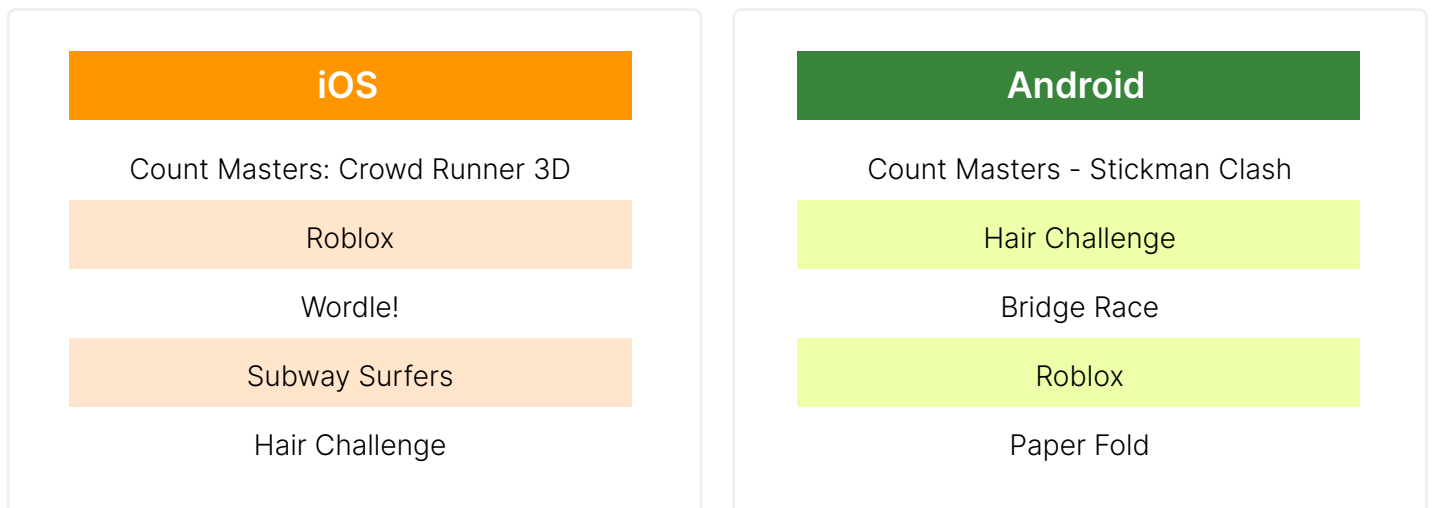 iOS
Count Masters: Crowd Runner 3D
Roblox
Wordle!
Subway Surfers
Hair Challenge
Android
Count Masters - Stickman Clash
Hair Challenge
Bridge Race
Roblox
Paper Fold